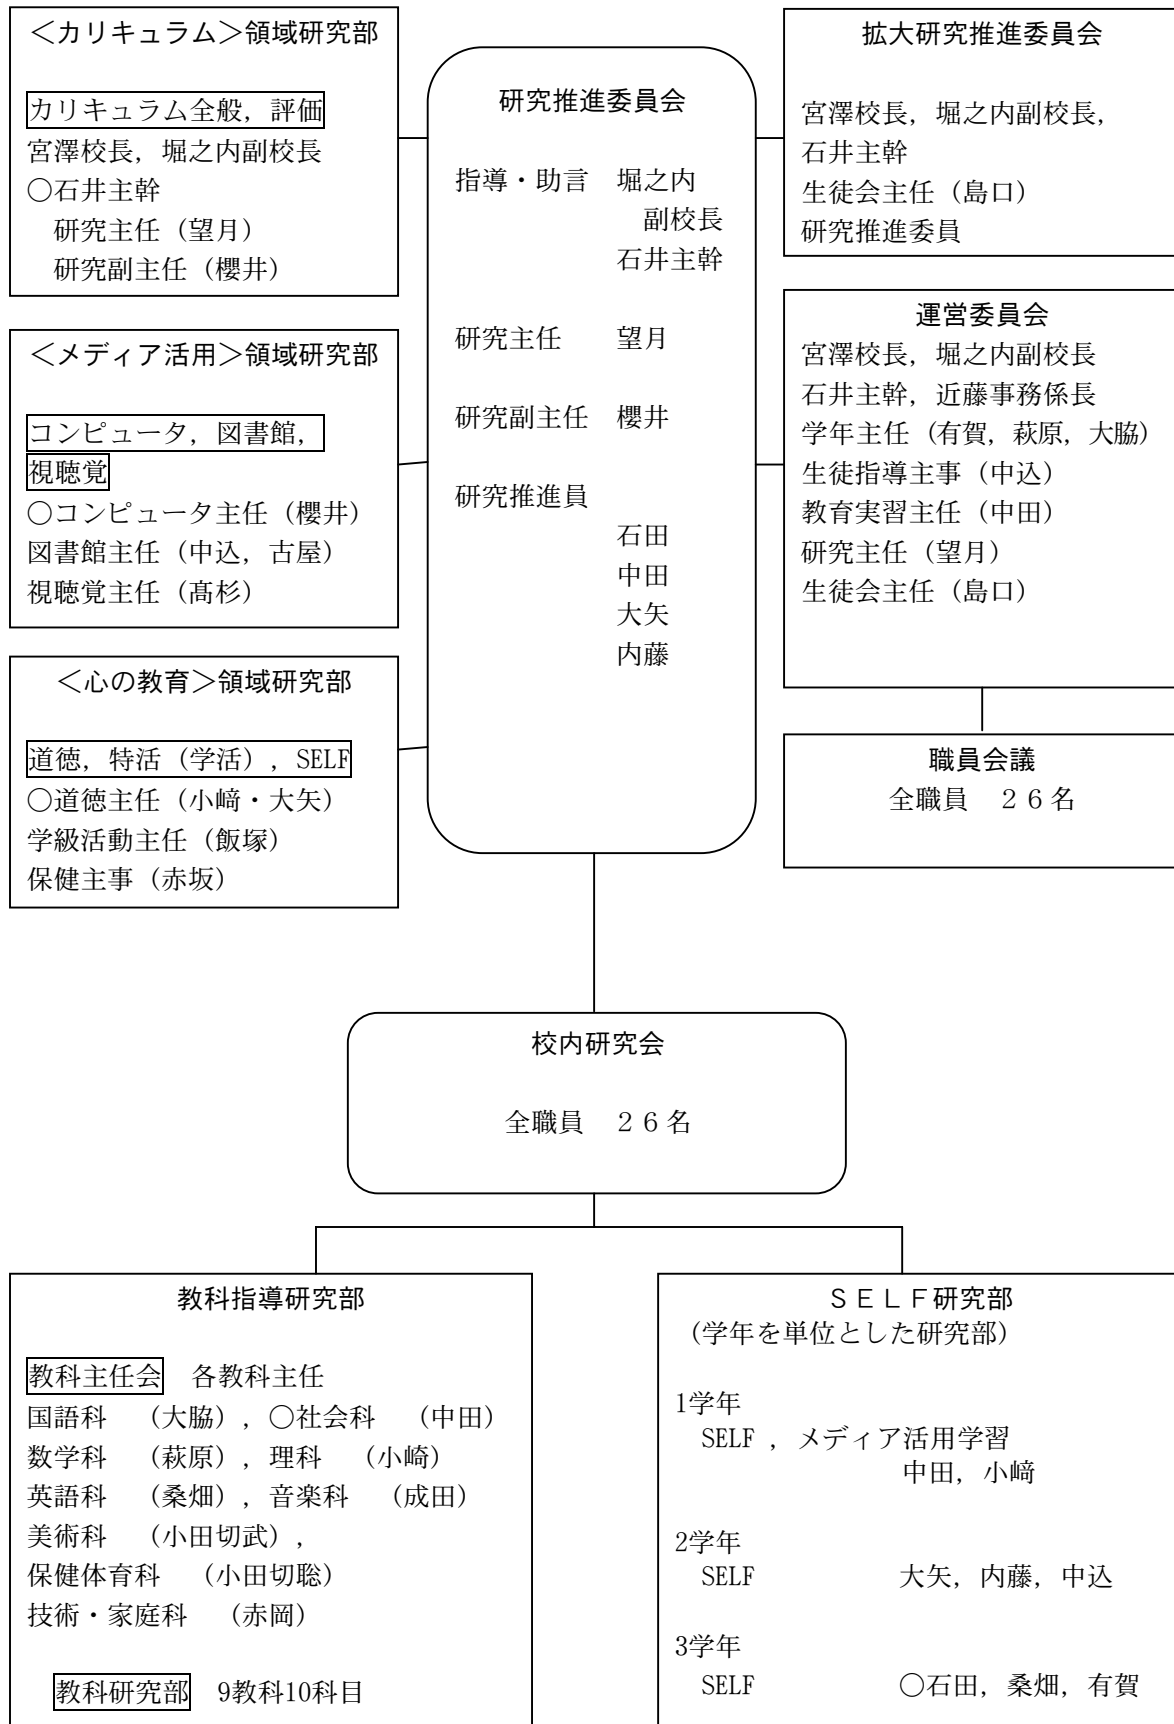 ＜カリキュラム＞領域研究部
カリキュラム全般，評価
宮澤校長，堀之内副校長
○石井主幹
研究主任（望月）
研究副主任（櫻井）
＜メディア活用＞領域研究部
コンピュータ，図書館，
視聴覚
○コンピュータ主任（櫻井）
図書館主任（中込，古屋）
視聴覚主任（髙杉）
＜心の教育＞領域研究部
道徳，特活（学活），SELF
○道徳主任（小﨑・大矢）
学級活動主任（飯塚）
保健主事（赤坂）
研究推進委員会
指導・助言　堀之内
副校長
石井主幹
研究主任　望月
研究副主任　櫻井
研究推進員
石田
中田
大矢
内藤
拡大研究推進委員会
宮澤校長，堀之内副校長，
石井主幹
生徒会主任（島口）
研究推進委員
運営委員会
宮澤校長，堀之内副校長
石井主幹，近藤事務係長
学年主任（有賀，萩原，大脇）
生徒指導主事（中込）
教育実習主任（中田）
研究主任（望月）
生徒会主任（島口）
職員会議
全職員　２６名
校内研究会
全職員　２６名
教科指導研究部
教科主任会　各教科主任
国語科　（大脇），○社会科　（中田）
数学科　（萩原），理科　（小崎）
英語科　（桑畑），音楽科　（成田）
美術科　（小田切武），
保健体育科　（小田切聡）
技術・家庭科　（赤岡）
教科研究部　9教科10科目
ＳＥＬＦ研究部
（学年を単位とした研究部）
1学年
SELF ，メディア活用学習
中田，小﨑
2学年
SELF　大矢，内藤，中込
3学年
SELF　○石田，桑畑，有賀